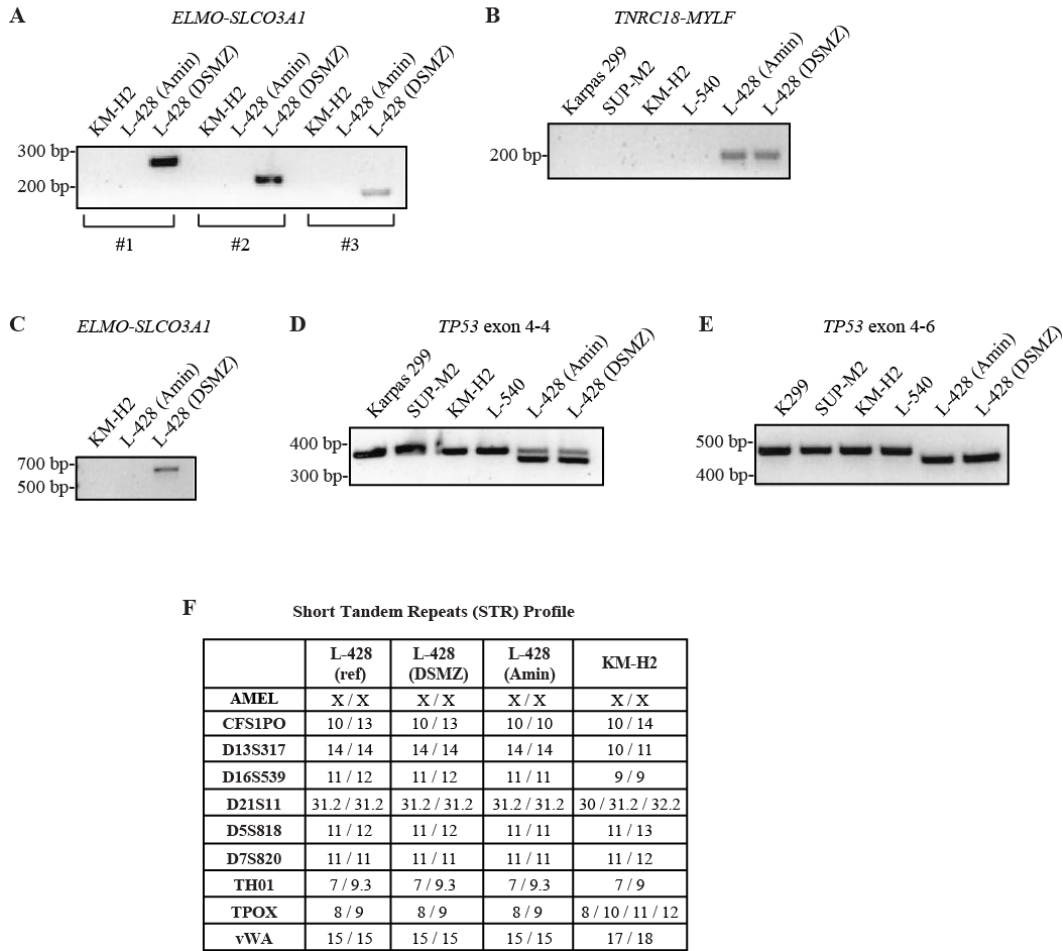 A
ELMO-SLCO3A1
KM-H2
L-428 (Amin)
L-428 (DSMZ)
KM-H2
L-428 (Amin)
L-428 (DSMZ)
KM-H2
L-428 (Amin)
L-428 (DSMZ)
300 bp-
200 bp-
#1 #2 #3
B
TNRC18-MYLF
Karpas 299
SUP-M2
KM-H2
L-540
L-428 (Amin)
L-428 (DSMZ)
200 bp-
C
ELMO-SLCO3A1
KM-H2
L-428 (Amin)
L-428 (DSMZ)
700 bp-
500 bp-
D
TP53 exon 4-4
Karpas 299
SUP-M2
KM-H2
L-540
L-428 (Amin)
L-428 (DSMZ)
400 bp-
300 bp-
E
TP53 exon 4-6
K299
SUP-M2
KM-H2
L-540
L-428 (Amin)
L-428 (DSMZ)
500 bp-
400 bp-
F
Short Tandem Repeats (STR) Profile
L-428 (ref) L-428 (DSMZ) L-428 (Amin) KM-H2
AMEL X / X X / X X / X X / X
CFS1PO 10 / 13 10 / 13 10 / 10 10 / 14
D13S317 14 / 14 14 / 14 14 / 14 10 / 11
D16S539 11 / 12 11 / 12 11 / 11 9 / 9
D21S11 31.2 / 31.2 31.2 / 31.2 31.2 / 31.2 30 / 31.2 / 32.2
D5S818 11 / 12 11 / 12 11 / 11 11 / 13
D7S820 11 / 11 11 / 11 11 / 11 11 / 12
TH01 7 / 9.3 7 / 9.3 7 / 9.3 7 / 9
TPOX 8 / 9 8 / 9 8 / 9 8 / 10 / 11 / 12
vWA 15 / 15 15 / 15 15 / 15 17 / 18